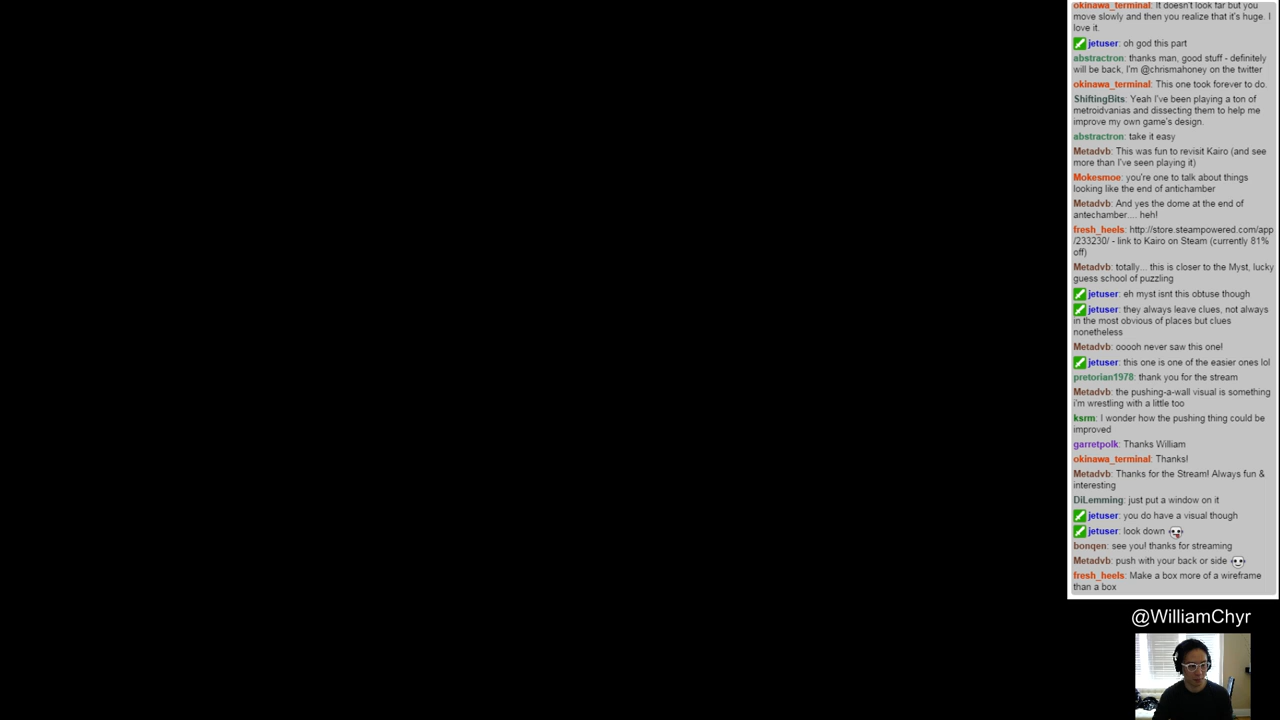 okinawa_terminal: It doesn't look far but you
move slowly and then you realize that it's huge. I
love it.
jetuser: oh god this part
abstractron: thanks man, good stuff - definitely
will be back, I'm @chrismahoney on the twitter
okinawa_terminal: This one took forever to do.
ShiftingBits: Yeah I've been playing a ton of
metroidvanias and dissecting them to help me
improve my own game's design.
abstractron: take it easy
Metadvb: This was fun to revisit Kairo (and see
more than I've seen playing it)
Mokesmoe: you're one to talk about things
looking like the end of antichamber
Metadvb: And yes the dome at the end of
antechamber.... heh!
fresh_heels: http://store.steampowered.com/app
/233230/ - link to Kairo on Steam (currently 81%
off)
Metadvb: totally... this is closer to the Myst, lucky
guess school of puzzling
jetuser: eh myst isnt this obtuse though
jetuser: they always leave clues, not always
in the most obvious of places but clues
nonetheless
Metadvb: ooooh never saw this one!
jetuser: this one is one of the easier ones lol
pretorian1978: thank you for the stream
Metadvb: the pushing-a-wall visual is something
i'm wrestling with a little too
ksrm: I wonder how the pushing thing could be
improved
garretpolk: Thanks William
okinawa_terminal: Thanks!
Metadvb: Thanks for the Stream! Always fun &
interesting
DiLemming: just put a window on it
jetuser: you do have a visual though
jetuser: look down
bonqen: see you! thanks for streaming
Metadvb: push with your back or side
fresh_heels: Make a box more of a wireframe
than a box
@WilliamChyr